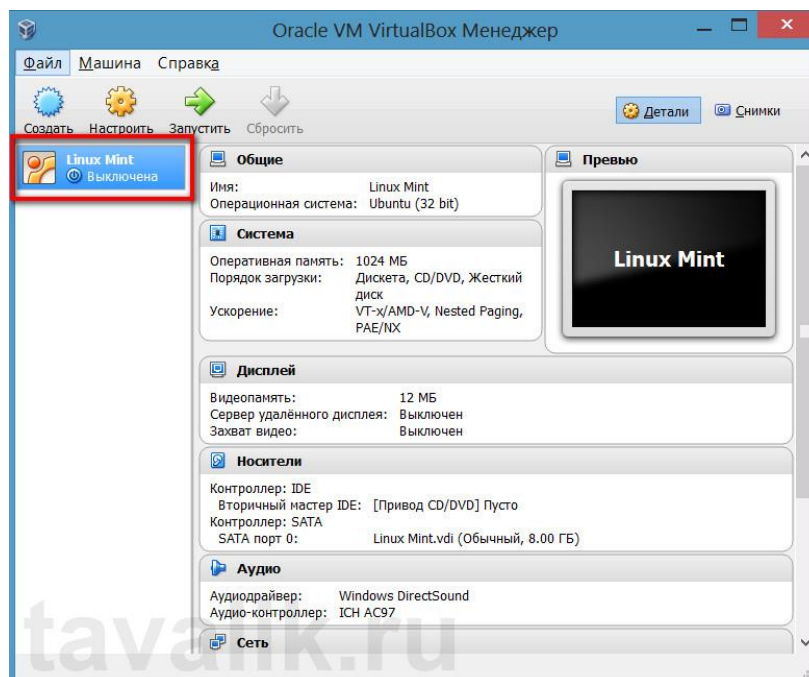 Oracle VM VirtualBox Менеджер
Файл Машина Справка
Создать Настроить Запустить Сбросить
Детали Снимки
Linux Mint
Выключена
Общие
Имя: Linux Mint
Операционная система: Ubuntu (32 bit)
Превью
Linux Mint
Система
Оперативная память: 1024 МБ
Порядок загрузки: Дискета, CD/DVD, Жесткий
диск
Ускорение: VT-x/AMD-V, Nested Paging,
PAE/NX
Дисплей
Видеопамять: 12 МБ
Сервер удалённого дисплея: Выключен
Захват видео: Выключен
Носители
Контроллер: IDE
Вторичный мастер IDE: [Привод CD/DVD] Пусто
Контроллер: SATA
SATA порт 0: Linux Mint.vdi (Обычный, 8.00 ГБ)
Аудио
Аудиодрайвер: Windows DirectSound
Аудио-контроллер: ICH AC97
Сеть
tavalik.ru